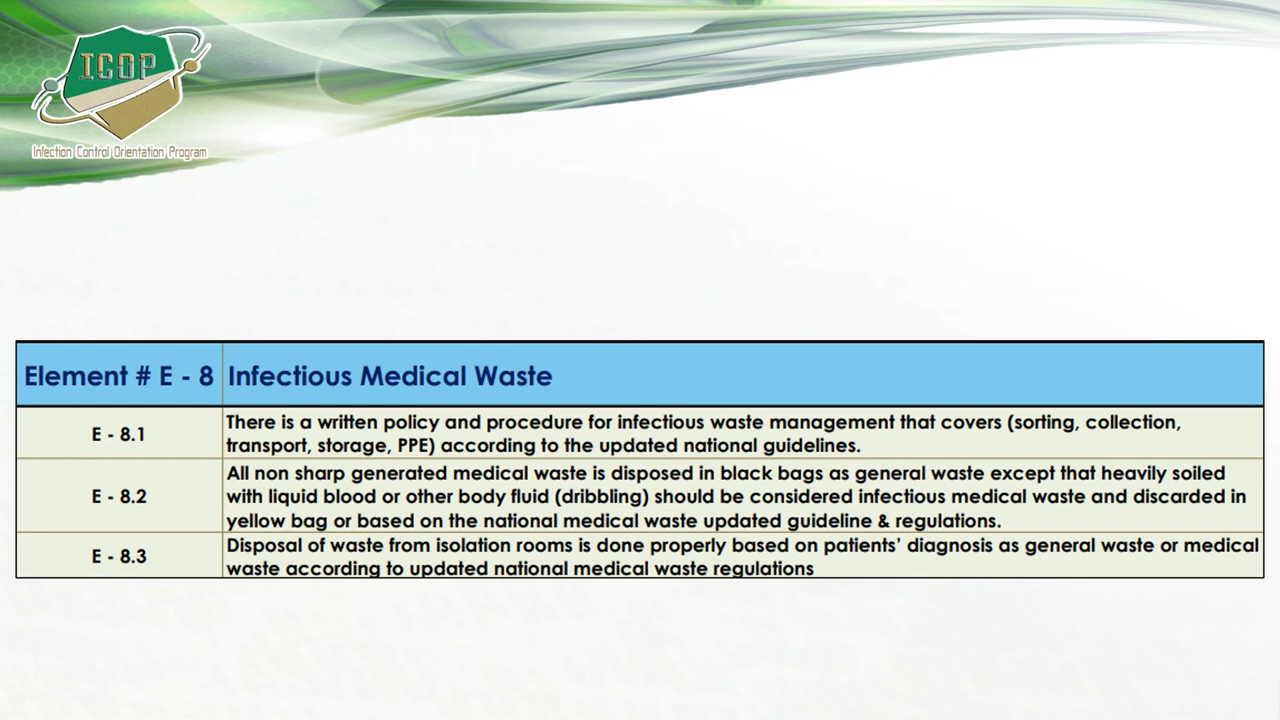 ICOP
Infection Control Orientation Program
Element # E - 8 Infectious Medical Waste
E - 8.1 There is a written policy and procedure for infectious waste management that covers (sorting, collection,
transport, storage, PPE) according to the updated national guidelines.
E - 8.2 All non sharp generated medical waste is disposed in black bags as general waste except that heavily soiled
with liquid blood or other body fluid (dribbling) should be considered infectious medical waste and discarded in
yellow bag or based on the national medical waste updated guideline & regulations.
E - 8.3 Disposal of waste from isolation rooms is done properly based on patients’ diagnosis as general waste or medical
waste according to updated national medical waste regulations